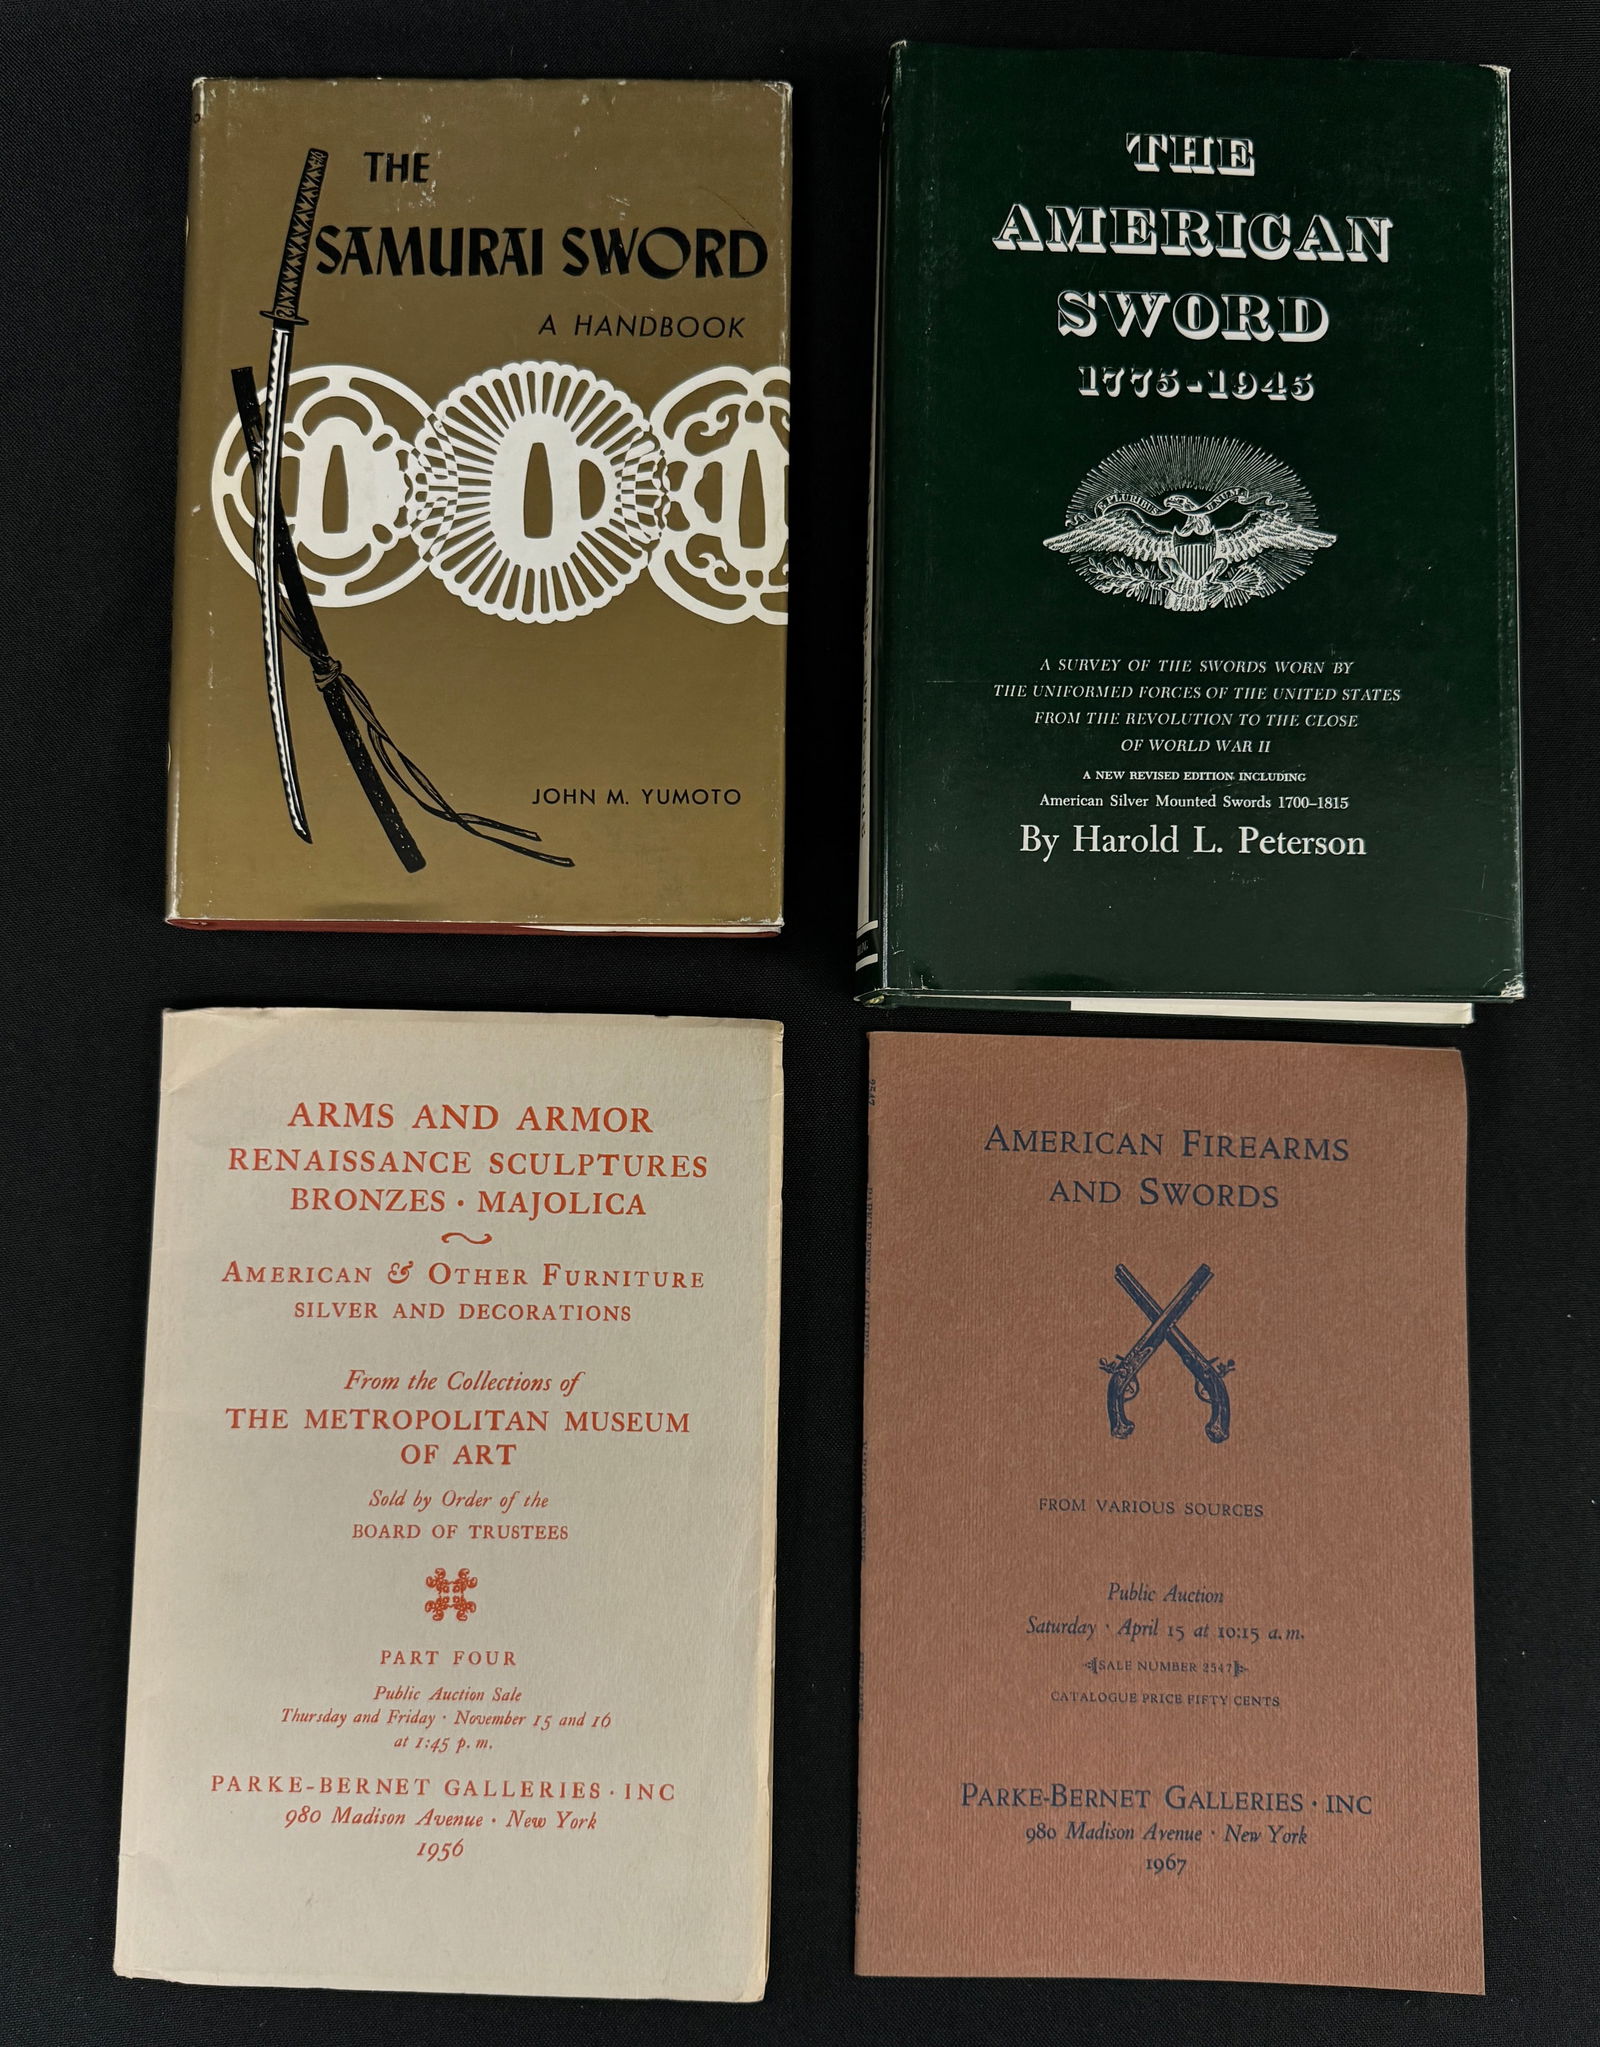 THE
SAMURAI SWORD
A HANDBOOK
JOHN M. YUMOTO
THE
AMERICAN
SWORD
1775-1945
E PLURIBUS UNUM
A SURVEY OF THE SWORDS WORN BY
THE UNIFORMED FORCES OF THE UNITED STATES
FROM THE REVOLUTION TO THE CLOSE
OF WORLD WAR II
A NEW REVISED EDITION INCLUDING
American Silver Mounted Swords 1700–1815
By Harold L. Peterson
ARMS AND ARMOR
RENAISSANCE SCULPTURES
BRONZES · MAJOLICA
AMERICAN & OTHER FURNITURE
SILVER AND DECORATIONS
From the Collections of
THE METROPOLITAN MUSEUM
OF ART
Sold by Order of the
BOARD OF TRUSTEES
PART FOUR
Public Auction Sale
Thursday and Friday · November 15 and 16
at 1:45 p. m.
PARKE-BERNET GALLERIES · INC
980 Madison Avenue · New York
1956
2547
AMERICAN FIREARMS
AND SWORDS
FROM VARIOUS SOURCES
Public Auction
Saturday · April 15 at 10:15 a. m.
SALE NUMBER 2547
CATALOGUE PRICE FIFTY CENTS
PARKE-BERNET GALLERIES · INC
980 Madison Avenue · New York
1967